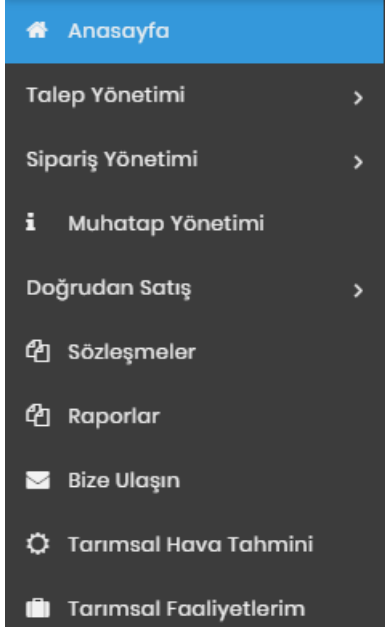 Anasayfa
Talep Yönetimi
Sipariş Yönetimi
Muhatap Yönetimi
Doğrudan Satış
Sözleşmeler
Raporlar
Bize Ulaşın
Tarımsal Hava Tahmini
Tarımsal Faaliyetlerim